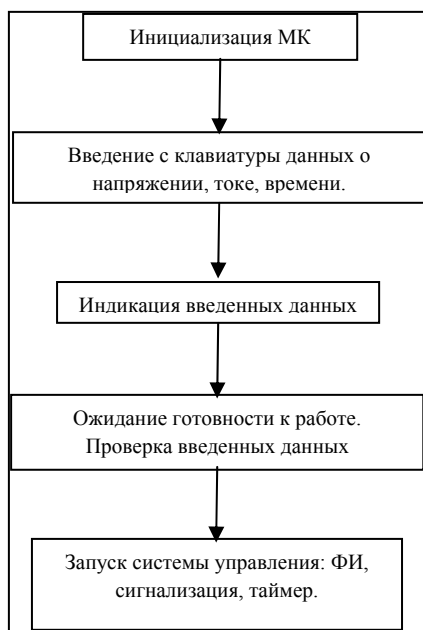 Инициализация МК
Введение с клавиатуры данных о
напряжении, токе, времени.
Индикация введенных данных
Ожидание готовности к работе.
Проверка введенных данных
Запуск системы управления: ФИ,
сигнализация, таймер.